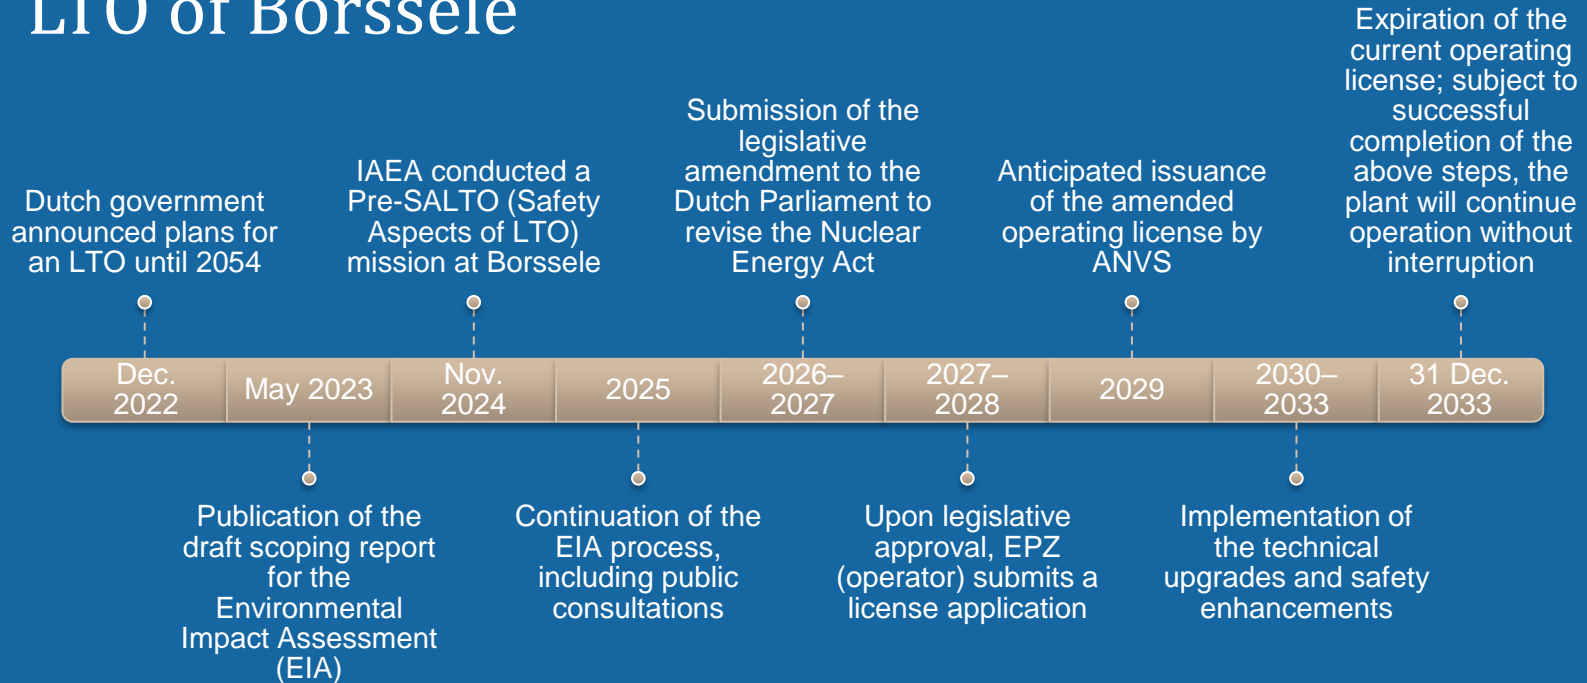 LTO of Borssele
Dutch government
announced plans for
an LTO until 2054
IAEA conducted a
Pre-SALTO (Safety
Aspects of LTO)
mission at Borssele
Submission of the
legislative
amendment to the
Dutch Parliament to
revise the Nuclear
Energy Act
Anticipated issuance
of the amended
operating license by
ANVS
Expiration of the
current operating
license; subject to
successful
completion of the
above steps, the
plant will continue
operation without
interruption
Dec.
2022
May 2023
Nov.
2024
2025
2026–
2027
2027–
2028
2029
2030–
2033
31 Dec.
2033
Publication of the
draft scoping report
for the
Environmental
Impact Assessment
(EIA)
Continuation of the
EIA process,
including public
consultations
Upon legislative
approval, EPZ
(operator) submits a
license application
Implementation of
the technical
upgrades and safety
enhancements